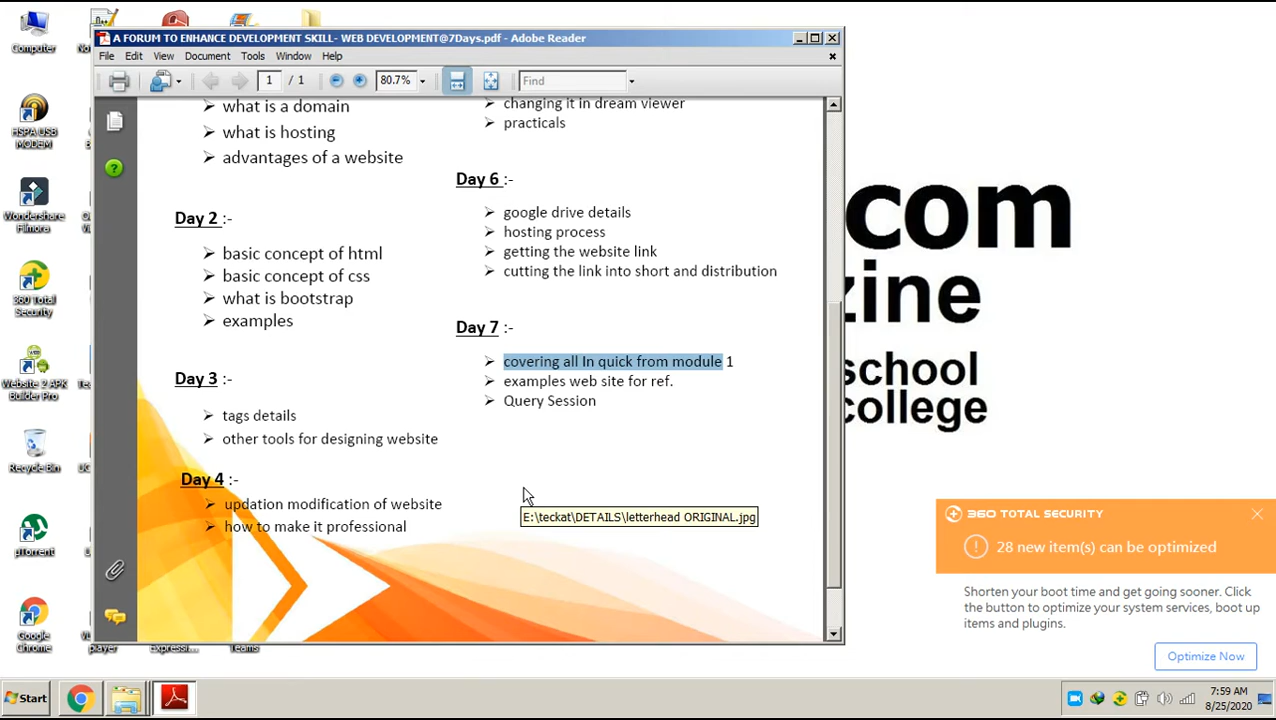 A FORUM TO ENHANCE DEVELOPMENT SKILL- WEB DEVELOPMENT@7Days.pdf - Adobe Reader
File Edit View Document Tools Window Help
1 / 1 80.7% Find
what is a domain
what is hosting
advantages of a website
Day 2 :-
basic concept of html
basic concept of css
what is bootstrap
examples
Day 3 :-
tags details
other tools for designing website
Day 4 :-
updation modification of website
how to make it professional
changing it in dream viewer
practicals
Day 6 :-
google drive details
hosting process
getting the website link
cutting the link into short and distribution
Day 7 :-
covering all In quick from module 1
examples web site for ref.
Query Session
E:\teckat\DETAILS\letterhead ORIGINAL.jpg
Computer
HSPA USB
MODEM
Wondershare
Filmora
360 Total
Security
Website 2 APK
Builder Pro
Recycle Bin
µTorrent
Google
Chrome
player
Expressi...
Teams
.com
zine
school
college
360 TOTAL SECURITY
28 new item(s) can be optimized
Shorten your boot time and get going sooner. Click
the button to optimize your system services, boot up
items and plugins.
Optimize Now
Start
7:59 AM
8/25/2020